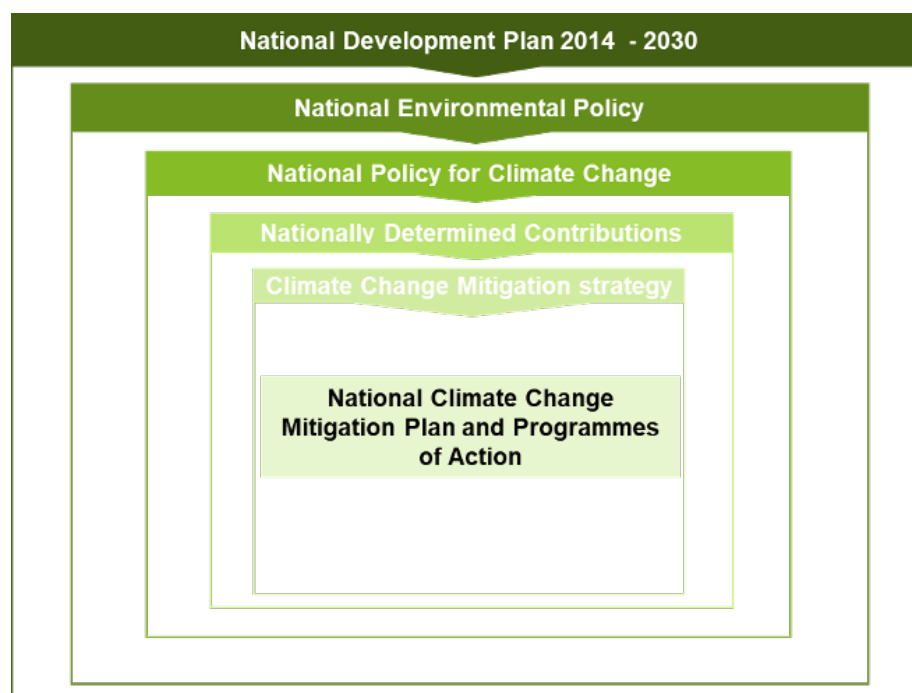 National Development Plan 2014 - 2030
National Environmental Policy
National Policy for Climate Change
Nationally Determined Contributions
Climate Change Mitigation strategy
National Climate Change
Mitigation Plan and Programmes
of Action